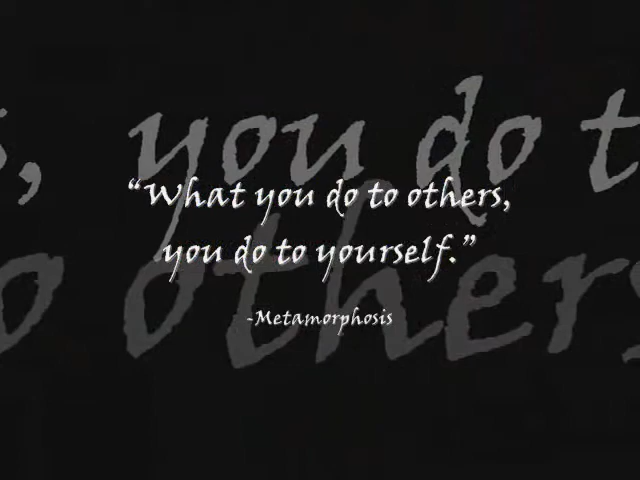 s, you do t
“What you do to others,
you do to yourself.”
o others
-Metamorphosis